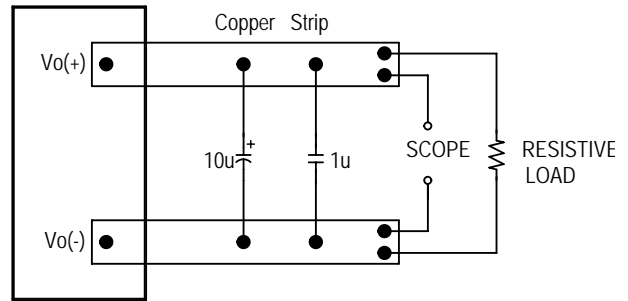 Copper Strip
Vo(+)
+
10u
1u
SCOPE
RESISTIVE
LOAD
Vo(-)